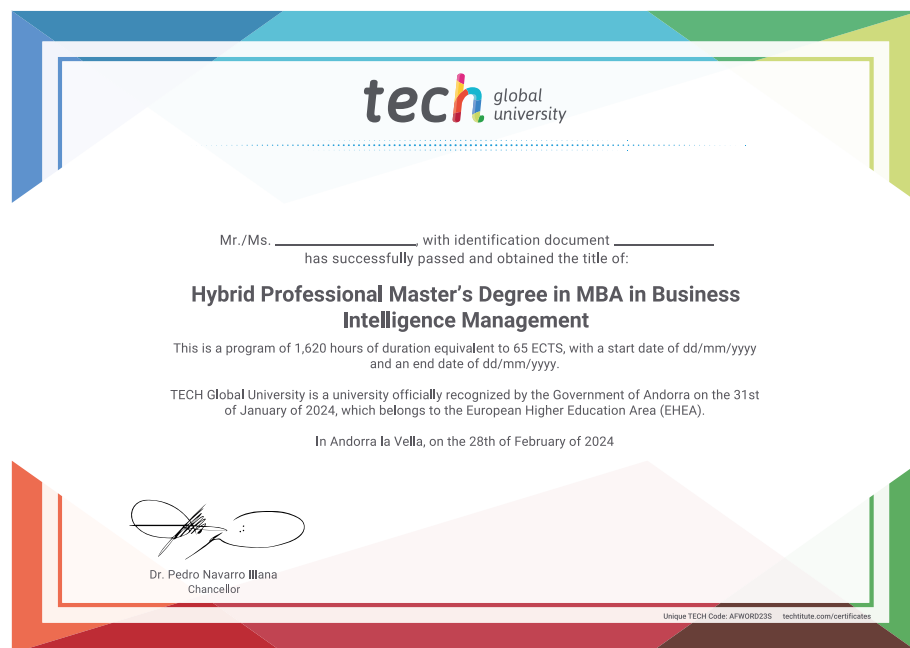 tech global university
Mr./Ms. ____________, with identification document ____________
has successfully passed and obtained the title of:
Hybrid Professional Master's Degree in MBA in Business
Intelligence Management
This is a program of 1,620 hours of duration equivalent to 65 ECTS, with a start date of dd/mm/yyyy
and an end date of dd/mm/yyyy.
TECH Global University is a university officially recognized by the Government of Andorra on the 31st
of January of 2024, which belongs to the European Higher Education Area (EHEA).
In Andorra la Vella, on the 28th of February of 2024
Dr. Pedro Navarro Illana
Chancellor
Unique TECH Code: AFWORD23S techtitute.com/certificates